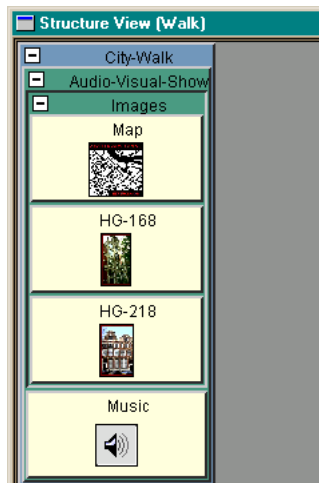 Structure View (Walk)
City-Walk
Audio-Visual-Show
Images
Map
HG-168
HG-218
Music